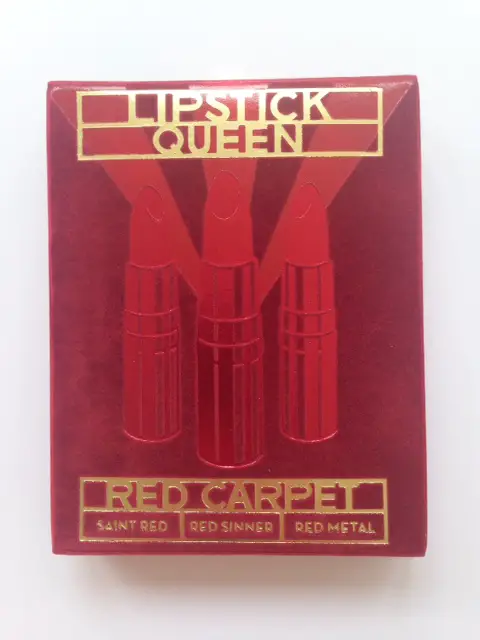 LIPSTICK
QUEEN
RED CARPET
SAINT RED RED SINNER RED METAL